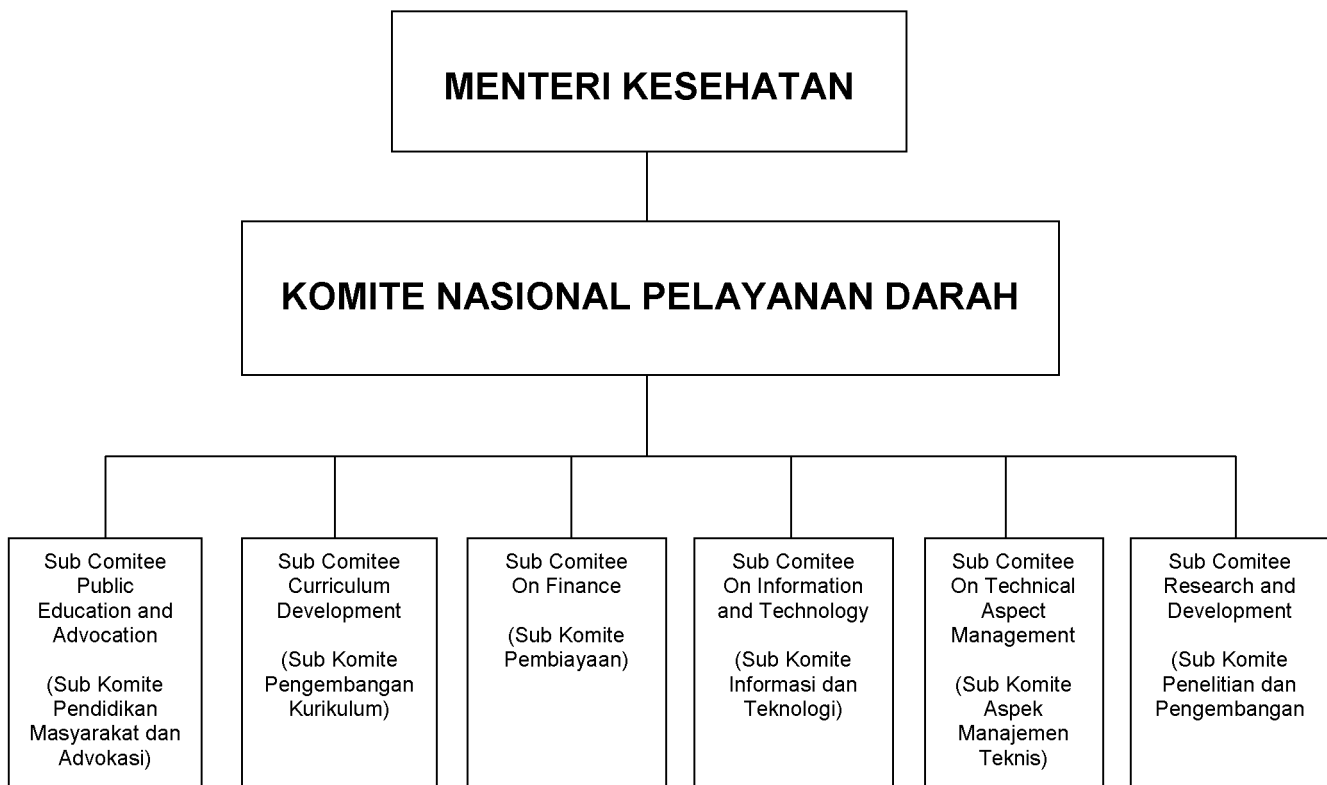 MENTERI KESEHATAN
KOMITE NASIONAL PELAYANAN DARAH
Sub Comitee
Public
Education and
Advocation
(Sub Komite
Pendidikan
Masyarakat dan
Advokasi)
Sub Comitee
Curriculum
Development
(Sub Komite
Pengembangan
Kurikulum)
Sub Comitee
On Finance
(Sub Komite
Pembiayaan)
Sub Comitee
On Information
and Technology
(Sub Komite
Informasi dan
Teknologi)
Sub Comitee
On Technical
Aspect
Management
(Sub Komite
Aspek
Manajemen
Teknis)
Sub Comitee
Research and
Development
(Sub Komite
Penelitian dan
Pengembangan